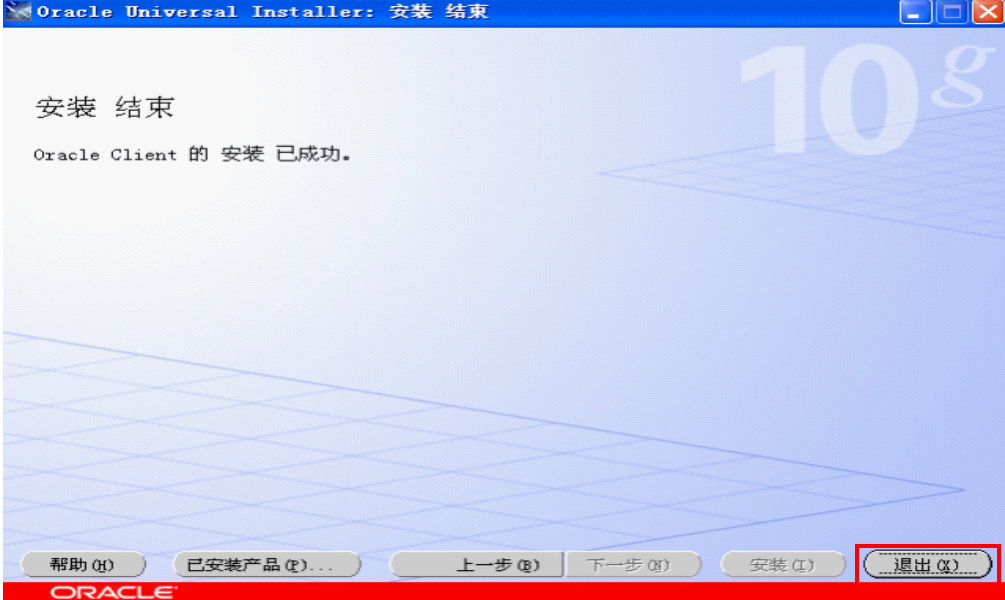 Oracle Universal Installer: 安装 结束
10g
安装 结束
Oracle Client 的 安装 已成功。
帮助(H) 已安装产品(P)... 上一步(B) 下一步(N) 安装(I) 退出(X)
ORACLE